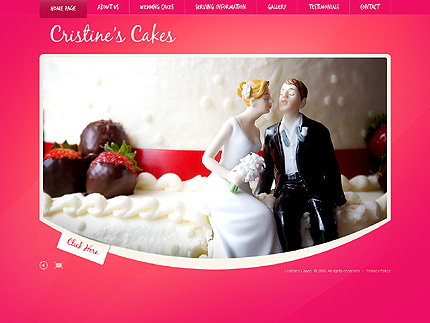 HOME PAGE ABOUT US WEDDING CAKES SERVING INFORMATION GALLERY TESTIMONIALS CONTACT
Cristine's Cakes
Click Here
Cristine's Cakes © 2010 All rights reserved | Privacy Policy